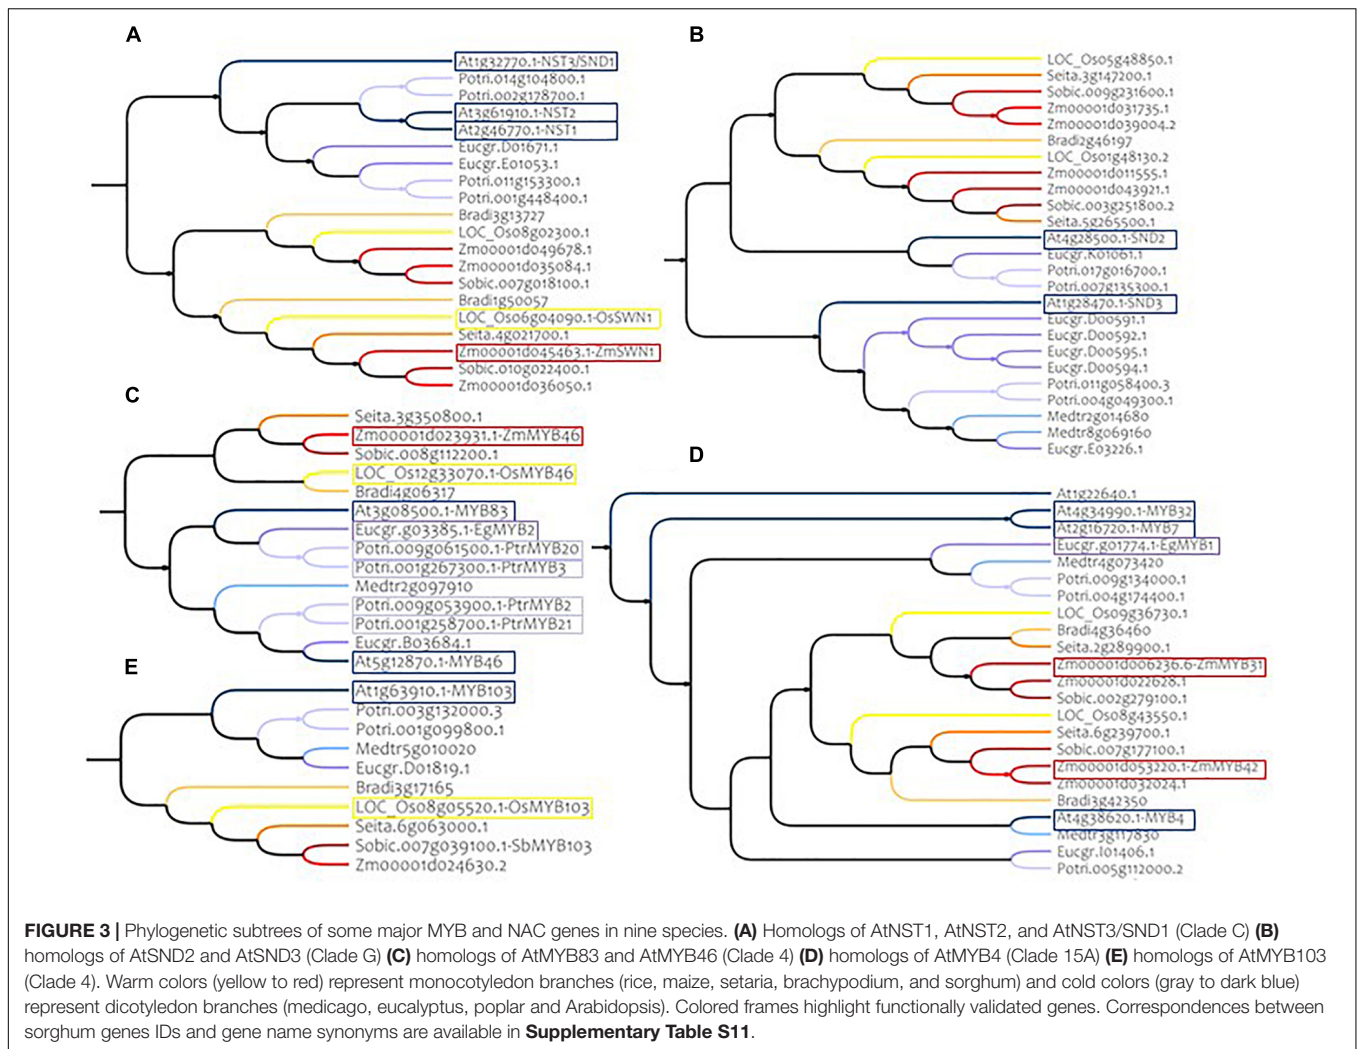 A
At1g32770.1-NST3/SND1
Potri.014g104800.1
Potri.002g178700.1
At3g61910.1-NST2
At2g46770.1-NST1
Eucgr.D01671.1
Eucgr.E01053.1
Potri.011g153300.1
Potri.001g448400.1
Bradi3g13727
LOC_Os08g02300.1
Zm00001d049678.1
Zm00001d035084.1
Sobic.007g018100.1
Bradi1g50057
LOC_Os06g04090.1-OsSWN1
Seita.4g021700.1
Zm00001d045463.1-ZmSWN1
Sobic.010g022400.1
Zm00001d036050.1
B
LOC_Os05g48850.1
Seita.3g147200.1
Sobic.009g231600.1
Zm00001d031735.1
Zm00001d039004.2
Bradi2g46197
LOC_Os01g48130.2
Zm00001d011555.1
Zm00001d043921.1
Sobic.003g251800.2
Seita.5g265500.1
At4g28500.1-SND2
Eucgr.K01061.1
Potri.017g016700.1
Potri.007g135300.1
At1g28470.1-SND3
Eucgr.D00591.1
Eucgr.D00592.1
Eucgr.D00595.1
Eucgr.D00594.1
Potri.011g058400.3
Potri.004g049300.1
Medtr2g014680
Medtr8g069160
Eucgr.E03226.1
C
Seita.3g350800.1
Zm00001d023931.1-ZmMYB46
Sobic.008g112200.1
LOC_Os12g33070.1-OsMYB46
Bradi4g06317
At3g08500.1-MYB83
Eucgr.g03385.1-EgMYB2
Potri.009g061500.1-PtrMYB20
Potri.001g267300.1-PtrMYB3
Medtr2g097910
Potri.009g053900.1-PtrMYB2
Potri.001g258700.1-PtrMYB21
Eucgr.B03684.1
At5g12870.1-MYB46
D
At1g22640.1
At4g34990.1-MYB32
At2g16720.1-MYB7
Eucgr.g01774.1-EgMYB1
Medtr4g073420
Potri.009g134000.1
Potri.004g174400.1
LOC_Os09g36730.1
Bradi4g36460
Seita.2g289900.1
Zm00001d006236.6-ZmMYB31
Zm00001d022628.1
Sobic.002g279100.1
LOC_Os08g43550.1
Seita.6g239700.1
Sobic.007g177100.1
Zm00001d053220.1-ZmMYB42
Zm00001d032024.1
Bradi3g42350
At4g38620.1-MYB4
Medtr3g117830
Eucgr.I01406.1
Potri.005g112000.2
E
At1g63910.1-MYB103
Potri.003g132000.3
Potri.001g099800.1
Medtr5g010020
Eucgr.D01819.1
Bradi3g17165
LOC_Os08g05520.1-OsMYB103
Seita.6g063000.1
Sobic.007g039100.1-SbMYB103
Zm00001d024630.2
FIGURE 3 | Phylogenetic subtrees of some major MYB and NAC genes in nine species. (A) Homologs of AtNST1, AtNST2, and AtNST3/SND1 (Clade C) (B)
homologs of AtSND2 and AtSND3 (Clade G) (C) homologs of AtMYB83 and AtMYB46 (Clade 4) (D) homologs of AtMYB4 (Clade 15A) (E) homologs of AtMYB103
(Clade 4). Warm colors (yellow to red) represent monocotyledon branches (rice, maize, setaria, brachypodium, and sorghum) and cold colors (gray to dark blue)
represent dicotyledon branches (medicago, eucalyptus, poplar and Arabidopsis). Colored frames highlight functionally validated genes. Correspondences between
sorghum genes IDs and gene name synonyms are available in Supplementary Table S11.